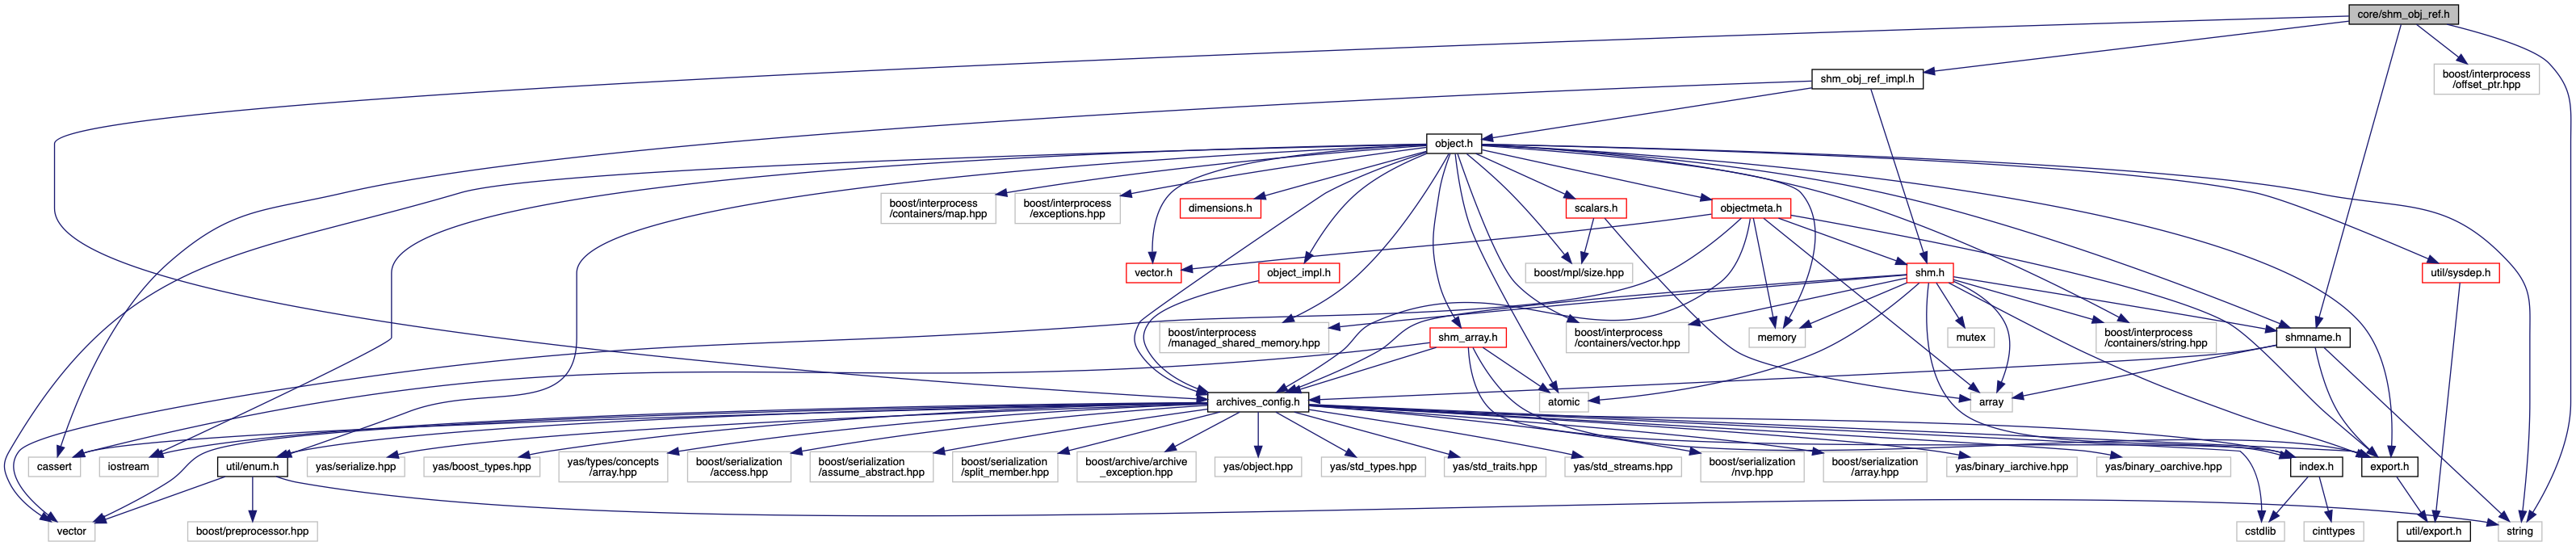 core/shm_obj_ref.h
shm_obj_ref_impl.h
boost/interprocess
/offset_ptr.hpp
object.h
boost/interprocess
/containers/map.hpp
boost/interprocess
/exceptions.hpp
dimensions.h
scalars.h
objectmeta.h
vector.h
object_impl.h
boost/mpl/size.hpp
shm.h
util/sysdep.h
boost/interprocess
/managed_shared_memory.hpp
shm_array.h
boost/interprocess
/containers/vector.hpp
memory
mutex
boost/interprocess
/containers/string.hpp
shmname.h
archives_config.h
atomic
array
cassert
iostream
util/enum.h
yas/serialize.hpp
yas/boost_types.hpp
yas/types/concepts
/array.hpp
boost/serialization
/access.hpp
boost/serialization
/assume_abstract.hpp
boost/serialization
/split_member.hpp
boost/archive/archive
_exception.hpp
yas/object.hpp
yas/std_types.hpp
yas/std_traits.hpp
yas/std_streams.hpp
boost/serialization
/nvp.hpp
boost/serialization
/array.hpp
yas/binary_iarchive.hpp
yas/binary_oarchive.hpp
index.h
export.h
vector
boost/preprocessor.hpp
cstdlib
cinttypes
util/export.h
string